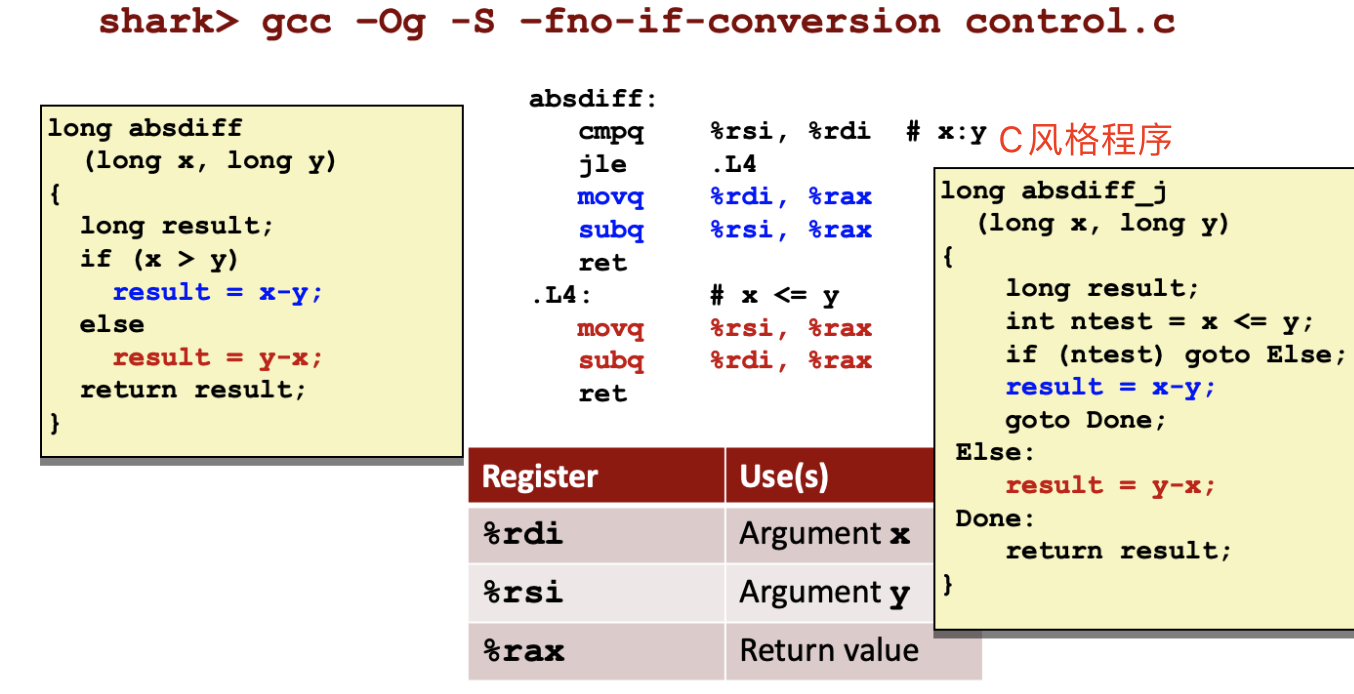 shark> gcc –Og -S –fno-if-conversion control.c
long absdiff
(long x, long y)
{
long result;
if (x > y)
result = x-y;
else
result = y-x;
return result;
}
absdiff:
cmpq %rsi, %rdi # x:y
jle .L4
movq %rdi, %rax
subq %rsi, %rax
ret
.L4: # x <= y
movq %rsi, %rax
subq %rdi, %rax
ret
C风格程序
long absdiff_j
(long x, long y)
{
long result;
int ntest = x <= y;
if (ntest) goto Else;
result = x-y;
goto Done;
Else:
result = y-x;
Done:
return result;
}
Register Use(s)
%rdi Argument x
%rsi Argument y
%rax Return value